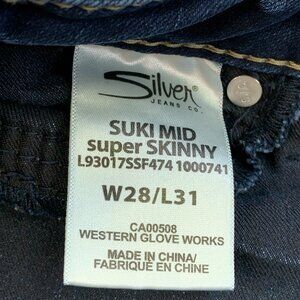 Silver
JEANS CO.
SUKI MID
super SKINNY
L93017SSF474 1000741
W28/L31
CA00508
WESTERN GLOVE WORKS
MADE IN CHINA/
FABRIQUÉ EN CHINE